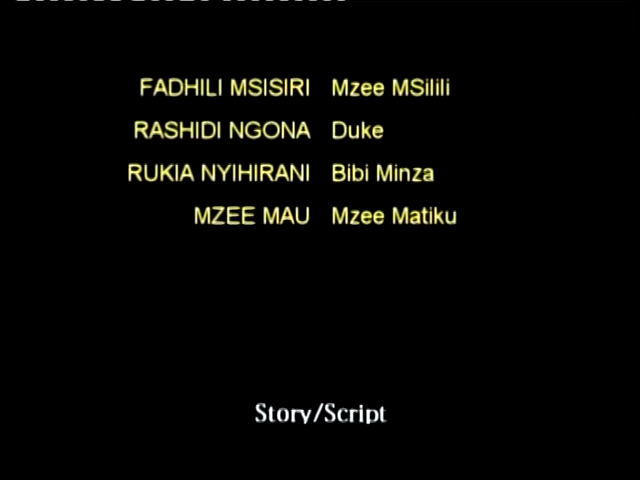 FADHILI MSISIRI Mzee MSilili
RASHIDI NGONA Duke
RUKIA NYIHIRANI Bibi Minza
MZEE MAU Mzee Matiku
Story/Script